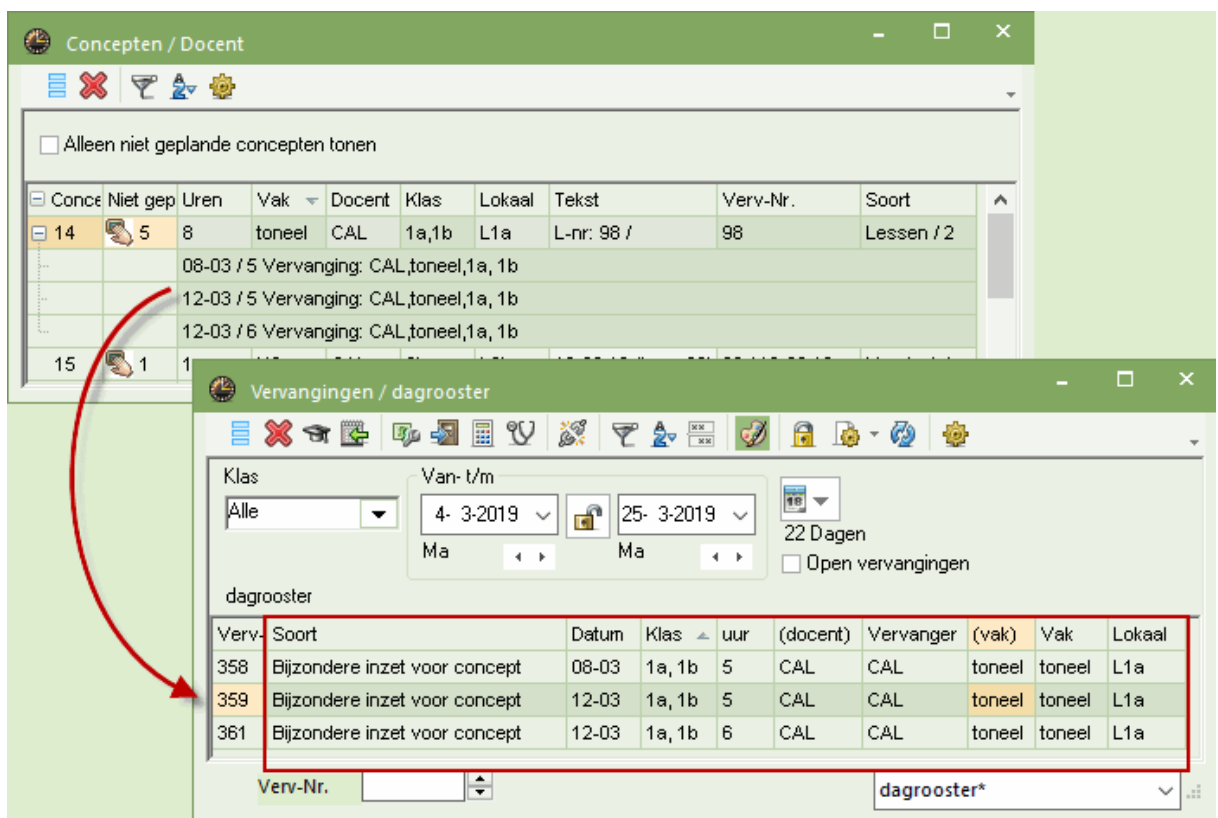 Concepten / Docent
Alleen niet geplande concepten tonen
Conce Niet gep Uren Vak Docent Klas Lokaal Tekst Verv-Nr. Soort
14 5 8 toneel CAL 1a,1b L1a L-nr: 98 / 98 Lessen / 2
08-03 / 5 Vervanging: CAL,toneel,1a, 1b
12-03 / 5 Vervanging: CAL,toneel,1a, 1b
12-03 / 6 Vervanging: CAL,toneel,1a, 1b
15 1 1
Vervangingen / dagrooster
Klas Van- t/m
Alle 4- 3-2019 25- 3-2019 18
22 Dagen
Ma Ma Open vervangingen
dagrooster
Verv- Soort Datum Klas uur (docent) Vervanger (vak) Vak Lokaal
358 Bijzondere inzet voor concept 08-03 1a, 1b 5 CAL CAL toneel toneel L1a
359 Bijzondere inzet voor concept 12-03 1a, 1b 5 CAL CAL toneel toneel L1a
361 Bijzondere inzet voor concept 12-03 1a, 1b 6 CAL CAL toneel toneel L1a
Verv-Nr. dagrooster*